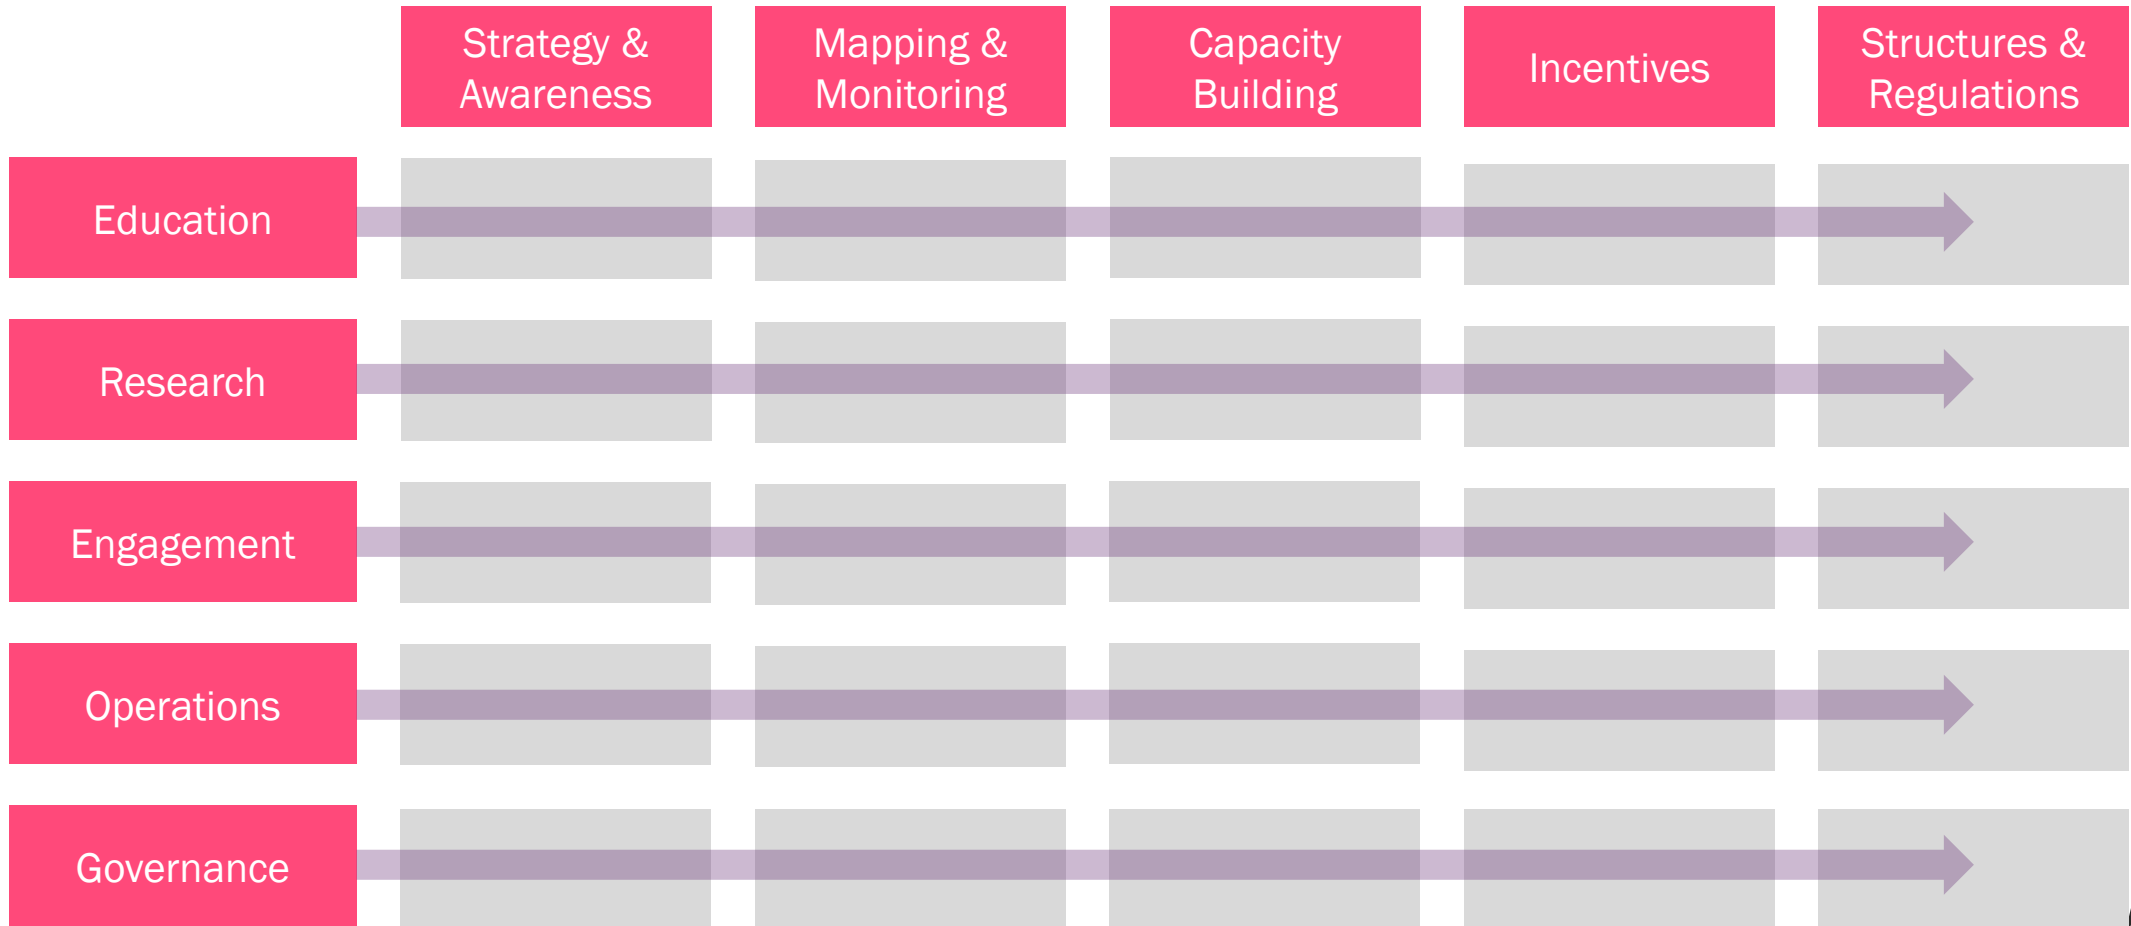 Strategy &
Awareness
Mapping &
Monitoring
Capacity
Building
Incentives
Structures &
Regulations
Education
Research
Engagement
Operations
Governance